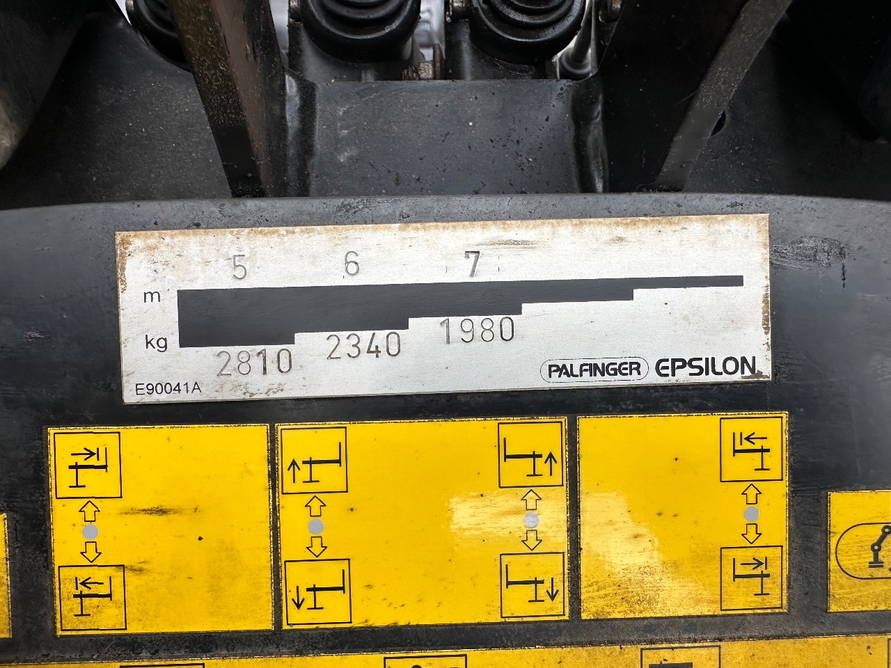 5 6 7
m
kg
2810 2340 1980
E90041A
PALFINGER EPSILON